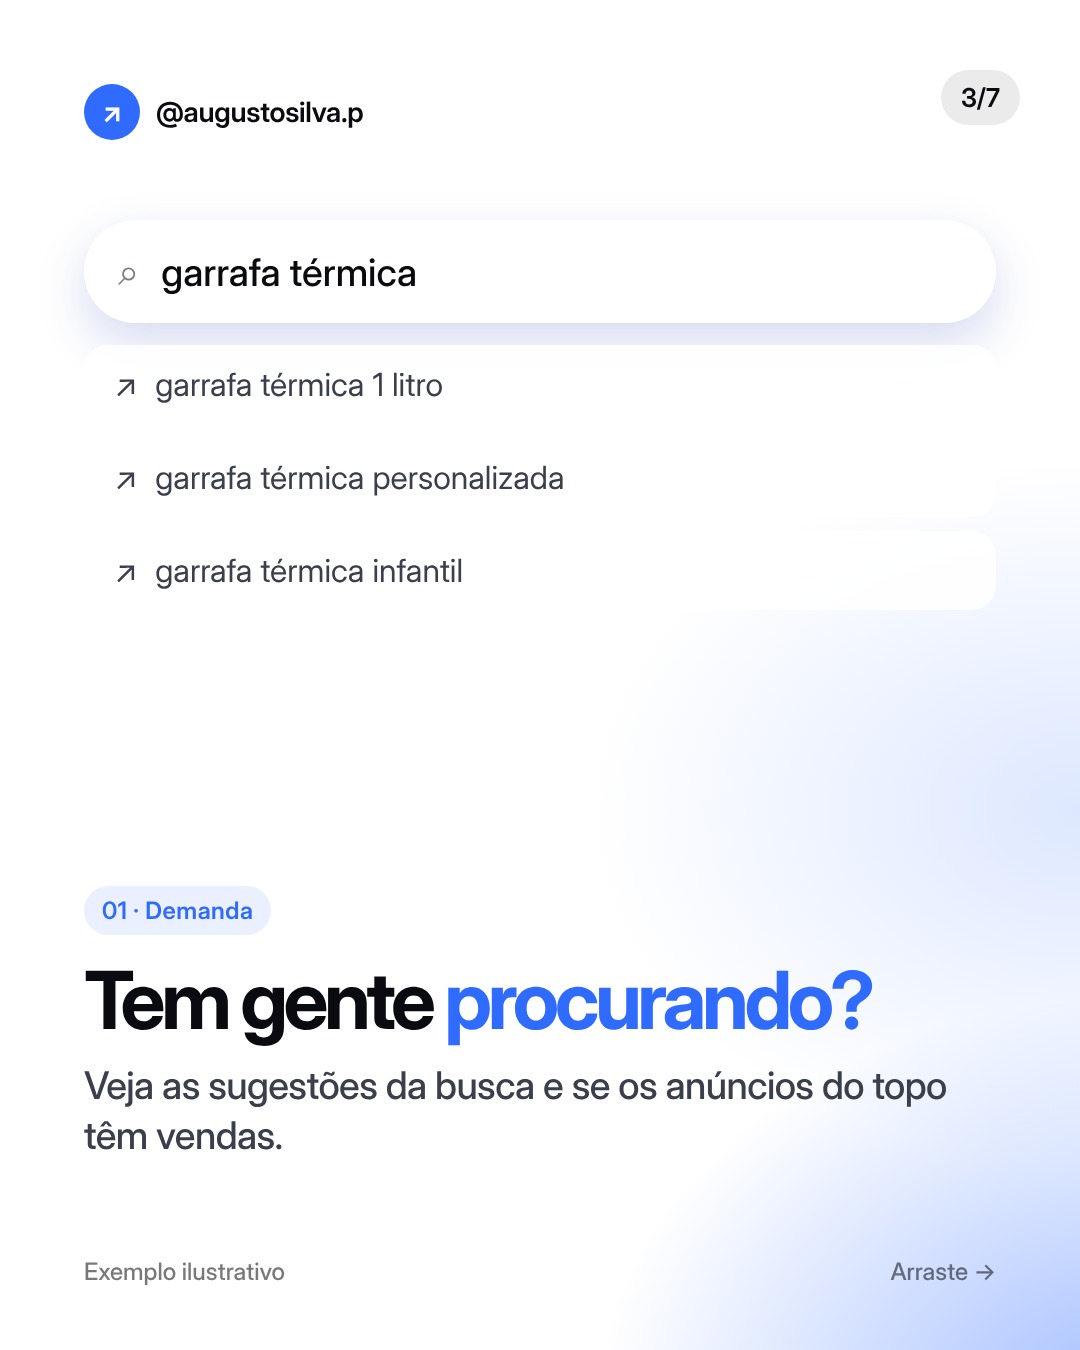 @augustosilva.p
3/7
garrafa térmica
garrafa térmica 1 litro
garrafa térmica personalizada
garrafa térmica infantil
01 · Demanda
Tem gente procurando?
Veja as sugestões da busca e se os anúncios do topo
têm vendas.
Exemplo ilustrativo
Arraste →